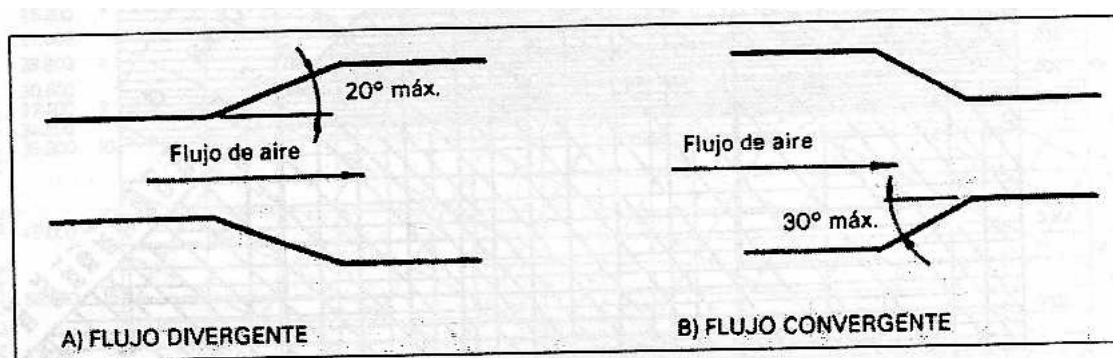 20° máx.
Flujo de aire
A) FLUJO DIVERGENTE
Flujo de aire
30° máx.
B) FLUJO CONVERGENTE